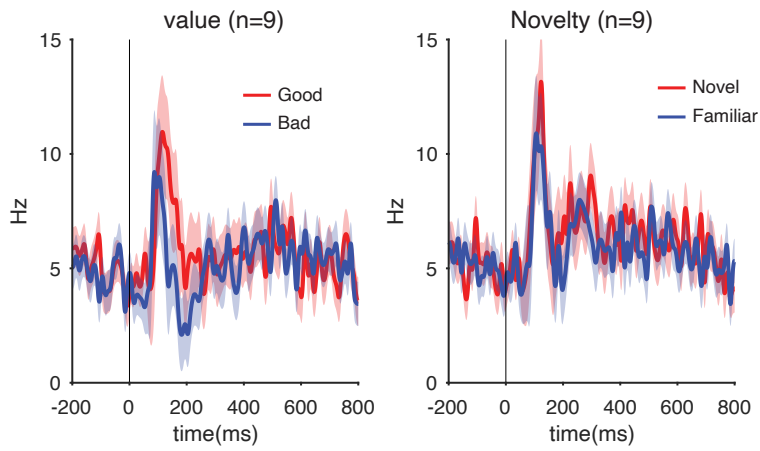 value (n=9)
15
10
5
0
Hz
Good
Bad
-200 0 200 400 600 800
time(ms)
Novelty (n=9)
15
10
5
0
Hz
Novel
Familiar
-200 0 200 400 600 800
time(ms)